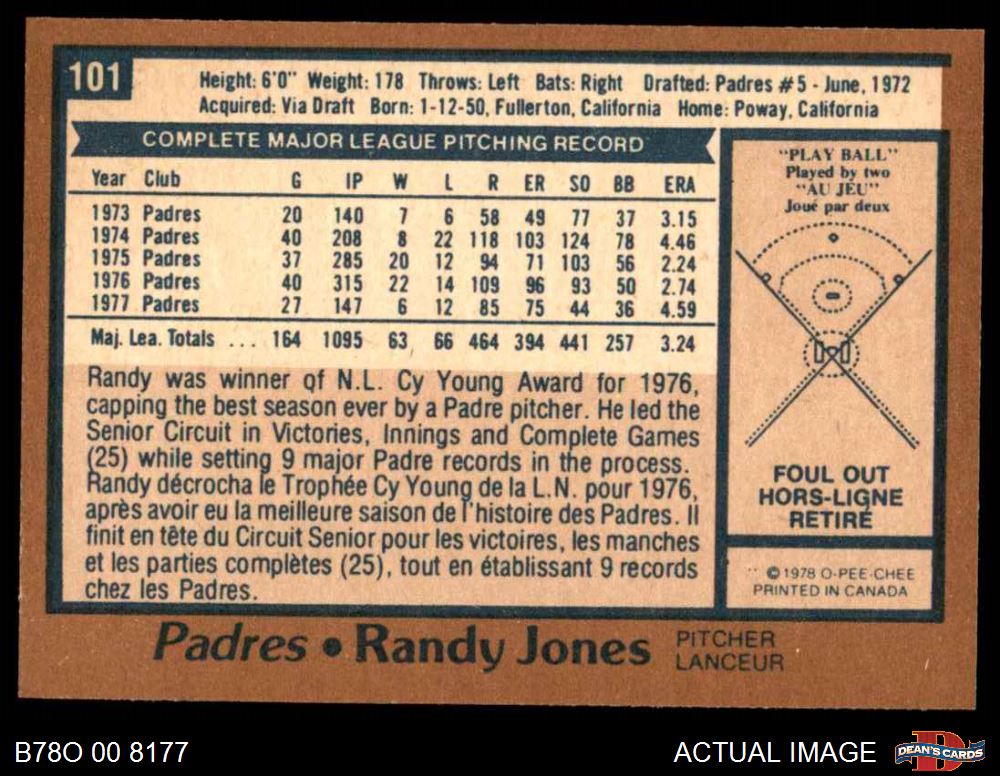 101
Height: 6'0" Weight: 178 Throws: Left Bats: Right Drafted: Padres #5 - June, 1972
Acquired: Via Draft Born: 1-12-50, Fullerton, California Home: Poway, California
COMPLETE MAJOR LEAGUE PITCHING RECORD
Year Club G IP W L R ER SO BB ERA
1973 Padres 20 140 7 6 58 49 77 37 3.15
1974 Padres 40 208 8 22 118 103 124 78 4.46
1975 Padres 37 285 20 12 94 71 103 56 2.24
1976 Padres 40 315 22 14 109 96 93 50 2.74
1977 Padres 27 147 6 12 85 75 44 36 4.59
Maj. Lea. Totals ... 164 1095 63 66 464 394 441 257 3.24
Randy was winner of N.L. Cy Young Award for 1976,
capping the best season ever by a Padre pitcher. He led the
Senior Circuit in Victories, Innings and Complete Games
(25) while setting 9 major Padre records in the process.
Randy décrocha le Trophée Cy Young de la L.N. pour 1976,
après avoir eu la meilleure saison de l'histoire des Padres. Il
finit en tête du Circuit Senior pour les victoires, les manches
et les parties complètes (25), tout en établissant 9 records
chez les Padres.
"PLAY BALL"
Played by two
"AU JEU"
Joué par deux
FOUL OUT
HORS-LIGNE
RETIRÉ
© 1978 O-PEE-CHEE
PRINTED IN CANADA
Padres • Randy Jones PITCHER
LANCEUR
B78O 00 8177
ACTUAL IMAGE
DEAN'S CARDS